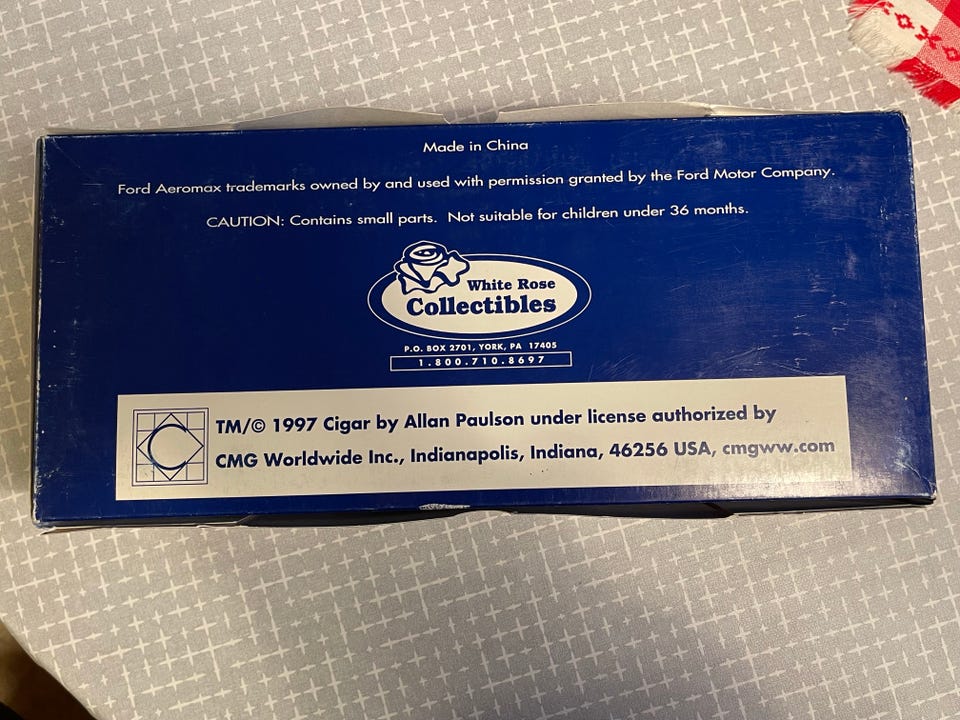 Made in China
Ford Aeromax trademarks owned by and used with permission granted by the Ford Motor Company.
CAUTION: Contains small parts. Not suitable for children under 36 months.
White Rose
Collectibles
P.O. BOX 2701, YORK, PA 17405
1.800.710.8697
TM/© 1997 Cigar by Allan Paulson under license authorized by
CMG Worldwide Inc., Indianapolis, Indiana, 46256 USA, cmgww.com